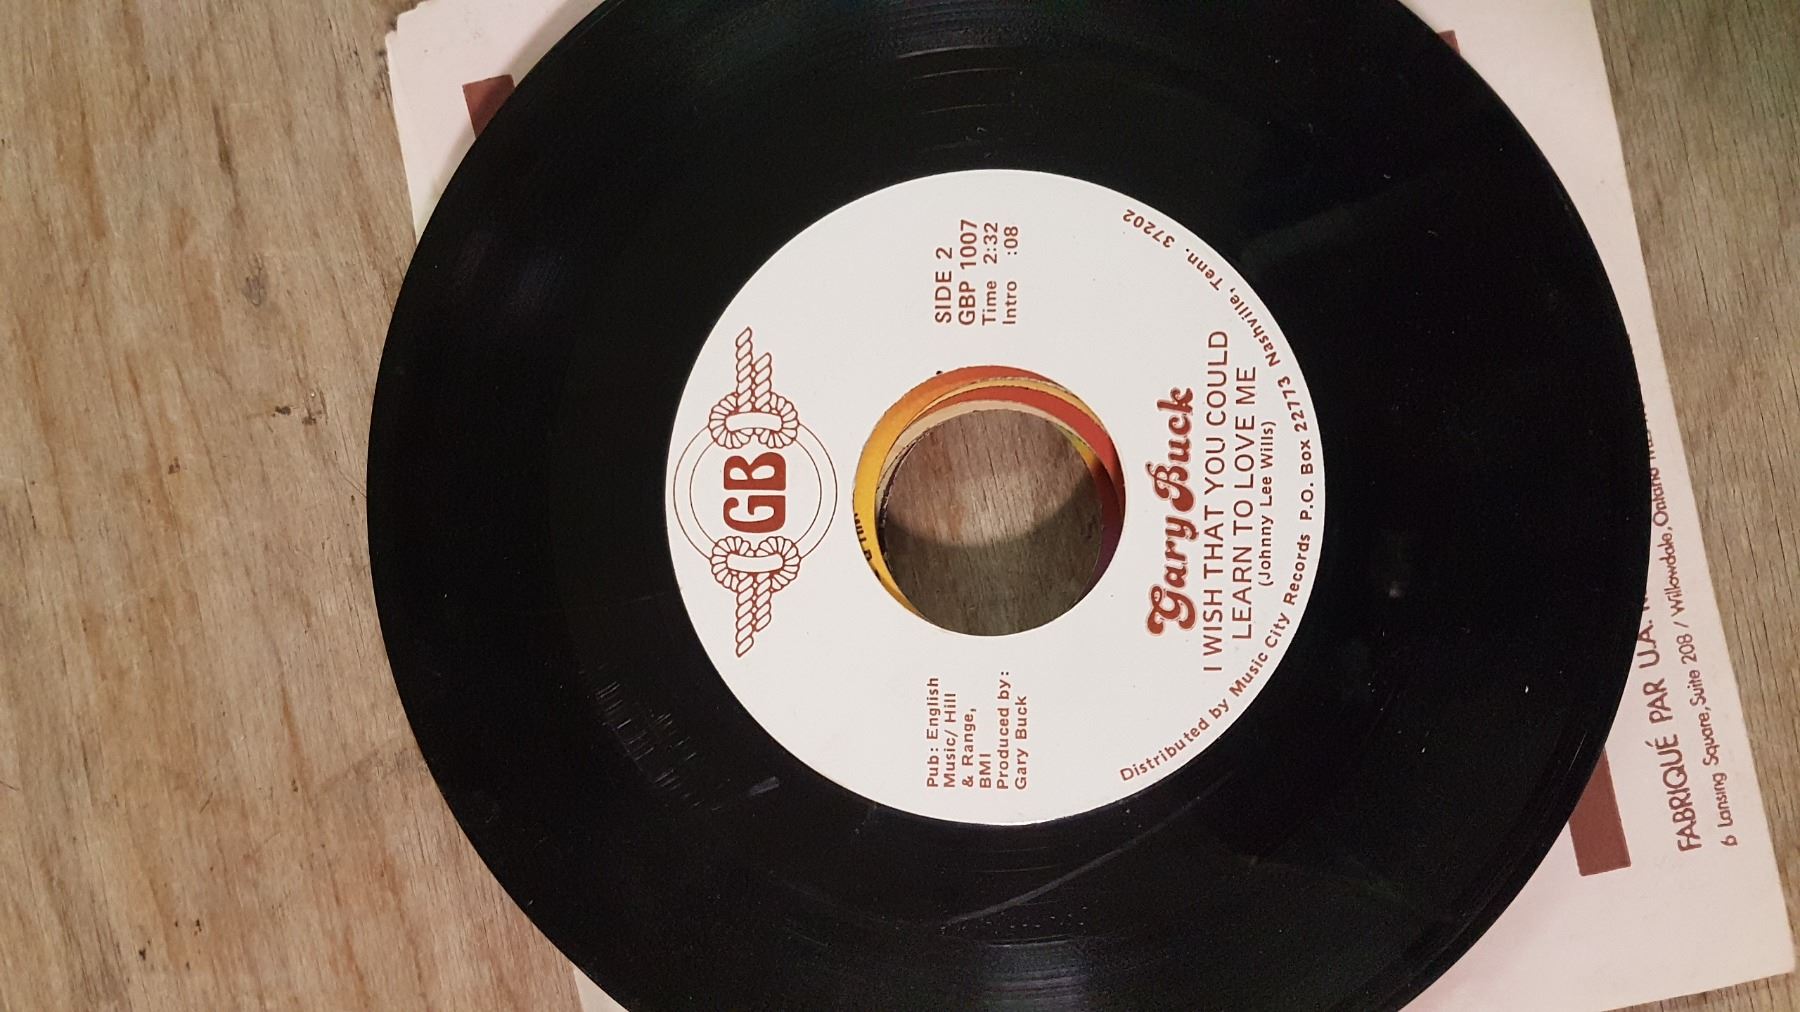 GB
SIDE 2
GBP 1007
Time 2:32
Intro :08
Pub: English
Music/ Hill
& Range,
BMI
Produced by:
Gary Buck
Gary Buck
I WISH THAT YOU COULD
LEARN TO LOVE ME
(Johnny Lee Wills)
Distributed by Music City Records P.O. Box 22773 Nashville, Tenn. 37202
FABRIQUÉ PAR U.A.
6 Lansing Square, Suite 208 / Willowdale, Ontario